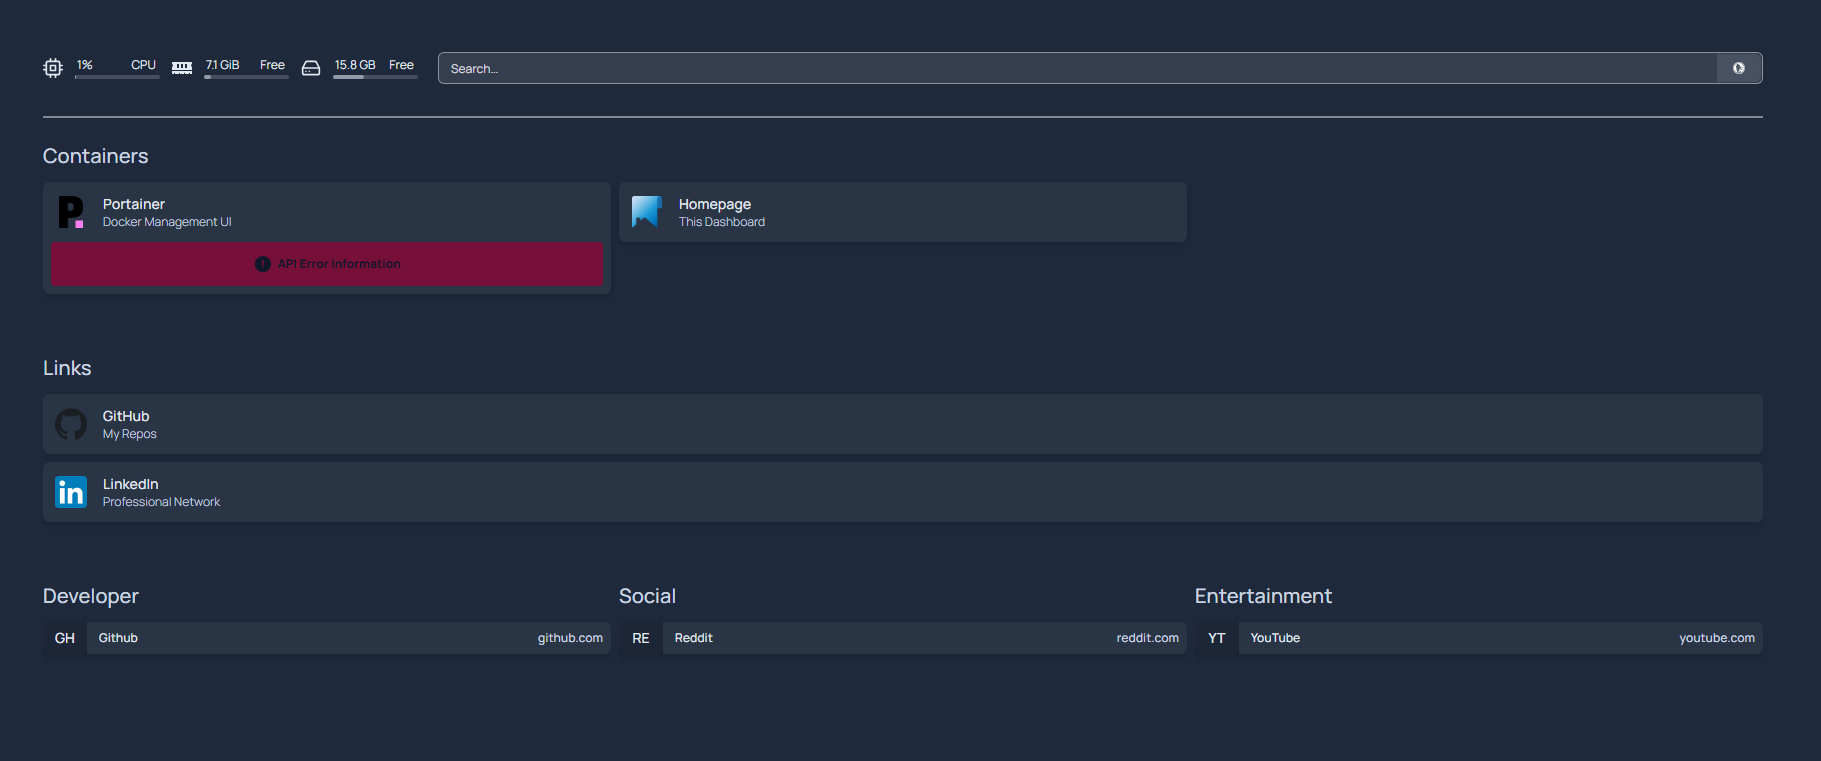 1% CPU 7.1 GiB Free 15.8 GB Free Search...
Containers
Portainer
Docker Management UI
API Error Information
Homepage
This Dashboard
Links
GitHub
My Repos
LinkedIn
Professional Network
Developer
GH Github github.com
Social
RE Reddit reddit.com
Entertainment
YT YouTube youtube.com